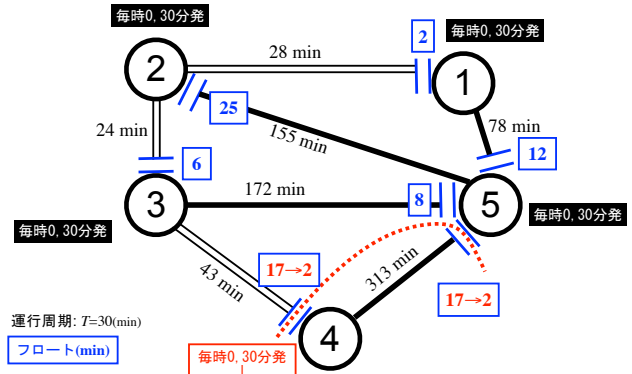 毎時0, 30分発
28 min
2
毎時0, 30分発
2
1
25
24 min
155 min
78 min
12
6
172 min
8
3
5
毎時0, 30分発
毎時0, 30分発
17→2
43 min
313 min
17→2
運行周期: T=30(min)
4
フロート(min)
毎時0, 30分発